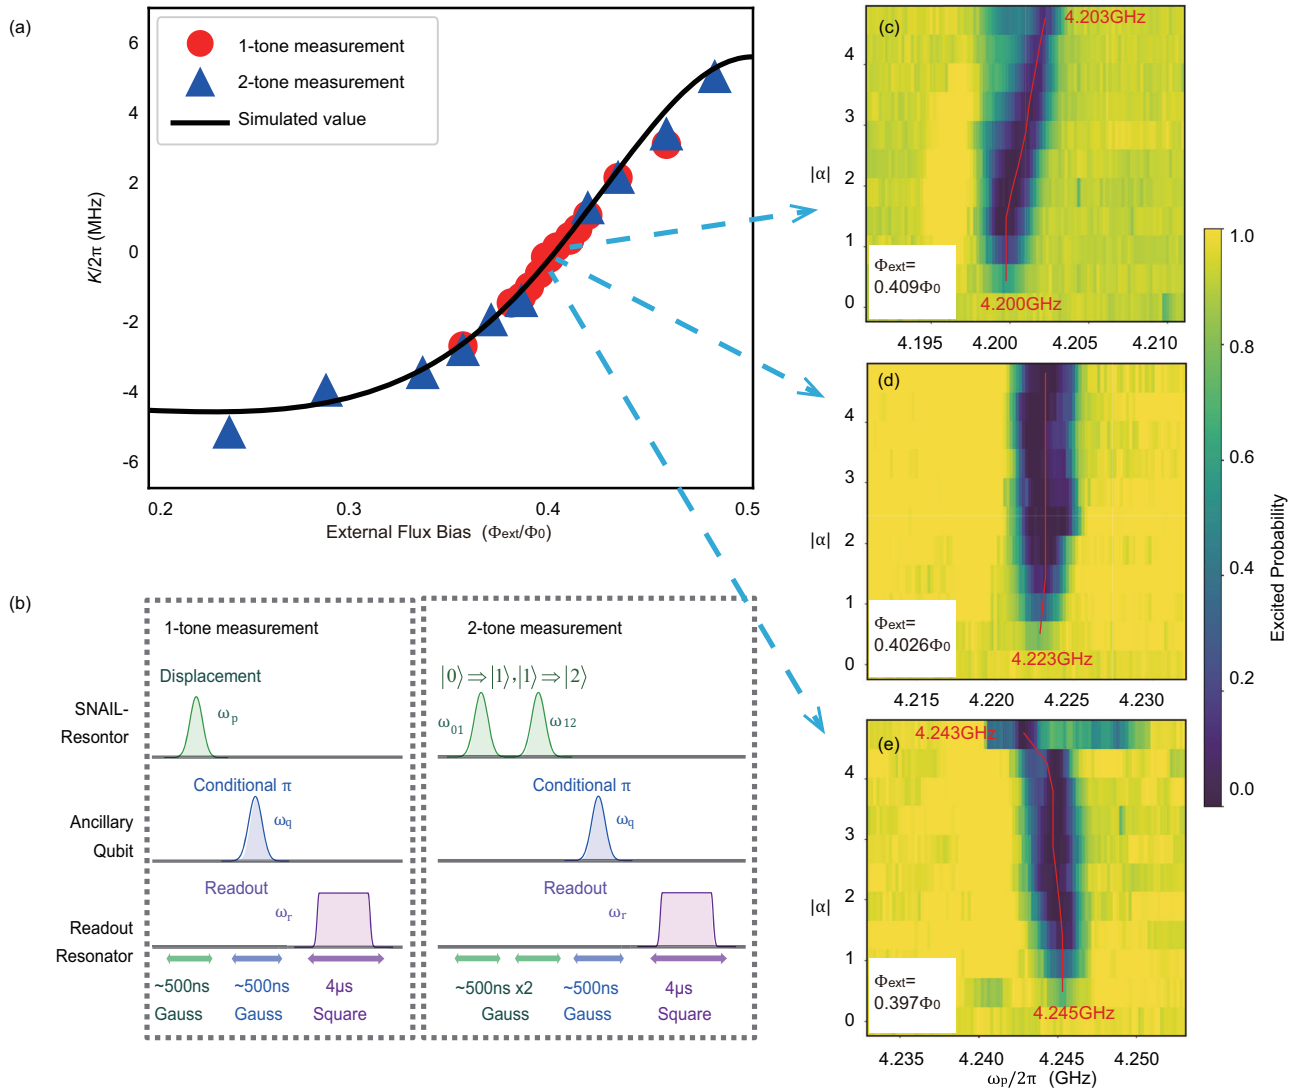 (a)
1-tone measurement
2-tone measurement
Simulated value
6
4
2
0
-2
-4
-6
K/2π (MHz)
0.2
0.3
0.4
0.5
External Flux Bias (Φext/Φ0)
(b)
1-tone measurement
2-tone measurement
Displacement
|0⟩⇒|1⟩,|1⟩⇒|2⟩
SNAIL-
Resontor
ωp
ω01
ω12
Conditional π
Conditional π
Ancillary
Qubit
ωq
ωq
Readout
Readout
Readout
Resonator
ωr
ωr
~500ns
Gauss
~500ns
Gauss
4μs
Square
~500ns x2
Gauss
~500ns
Gauss
4μs
Square
(c)
4.203GHz
4
3
|α|
2
1
0
Φext=
0.409Φ0
4.200GHz
4.195
4.200
4.205
4.210
(d)
4
3
|α|
2
1
0
Φext=
0.4026Φ0
4.223GHz
4.215
4.220
4.225
4.230
(e)
4.243GHz
4
3
|α|
2
1
0
Φext=
0.397Φ0
4.245GHz
4.235
4.240
4.245
4.250
ωp/2π (GHz)
1.0
0.8
0.6
0.4
0.2
0.0
Excited Probability